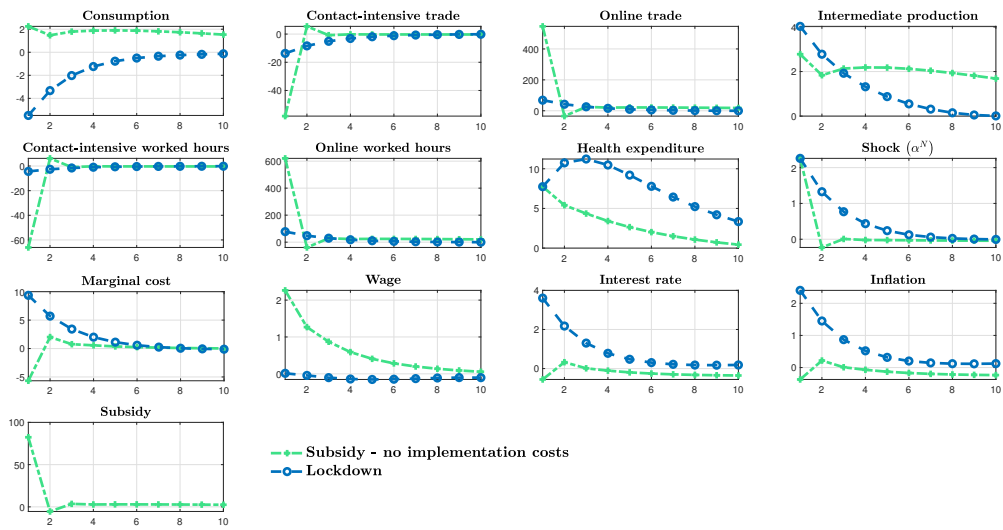 Consumption
2
0
-2
-4
2 4 6 8 10
Contact-intensive trade
0
-20
-40
2 4 6 8 10
Online trade
400
200
0
2 4 6 8 10
Intermediate production
4
2
0
2 4 6 8 10
Contact-intensive worked hours
0
-20
-40
-60
2 4 6 8 10
Online worked hours
600
400
200
0
2 4 6 8 10
Health expenditure
10
5
0
2 4 6 8 10
Shock (α^N)
2
1
0
2 4 6 8 10
Marginal cost
10
5
0
-5
2 4 6 8 10
Wage
2
1
0
2 4 6 8 10
Interest rate
4
2
0
2 4 6 8 10
Inflation
2
1
0
2 4 6 8 10
Subsidy
100
50
0
2 4 6 8 10
Subsidy - no implementation costs
Lockdown